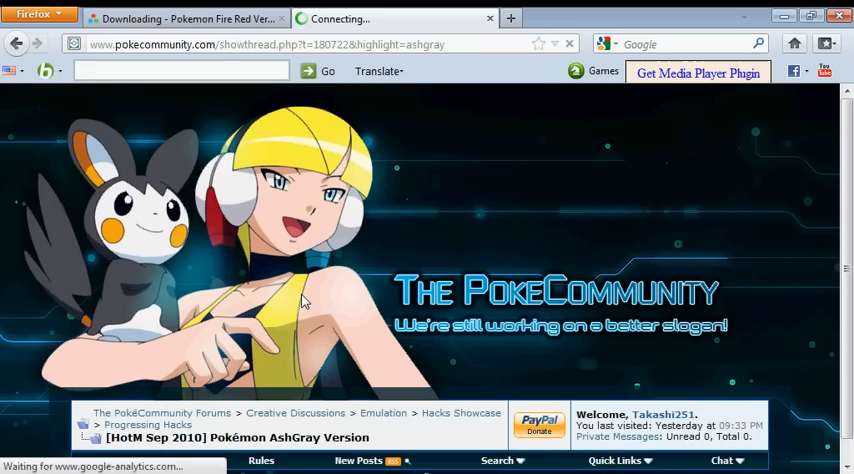 Firefox
Downloading - Pokemon Fire Red Ver...
Connecting...
www.pokecommunity.com/showthread.php?t=180722&highlight=ashgray
Google
Go
Translate
Games
Get Media Player Plugin
You
Tube
The PokeCommunity
We're still working on a better slogan!
The PokéCommunity Forums > Creative Discussions > Emulation > Hacks Showcase
> Progressing Hacks
[HotM Sep 2010] Pokémon AshGray Version
PayPal
Donate
Welcome, Takashi251.
You last visited: Yesterday at 09:33 PM
Private Messages: Unread 0, Total 0.
Waiting for www.google-analytics.com...
Rules
New Posts RSS
Search
Quick Links
Chat